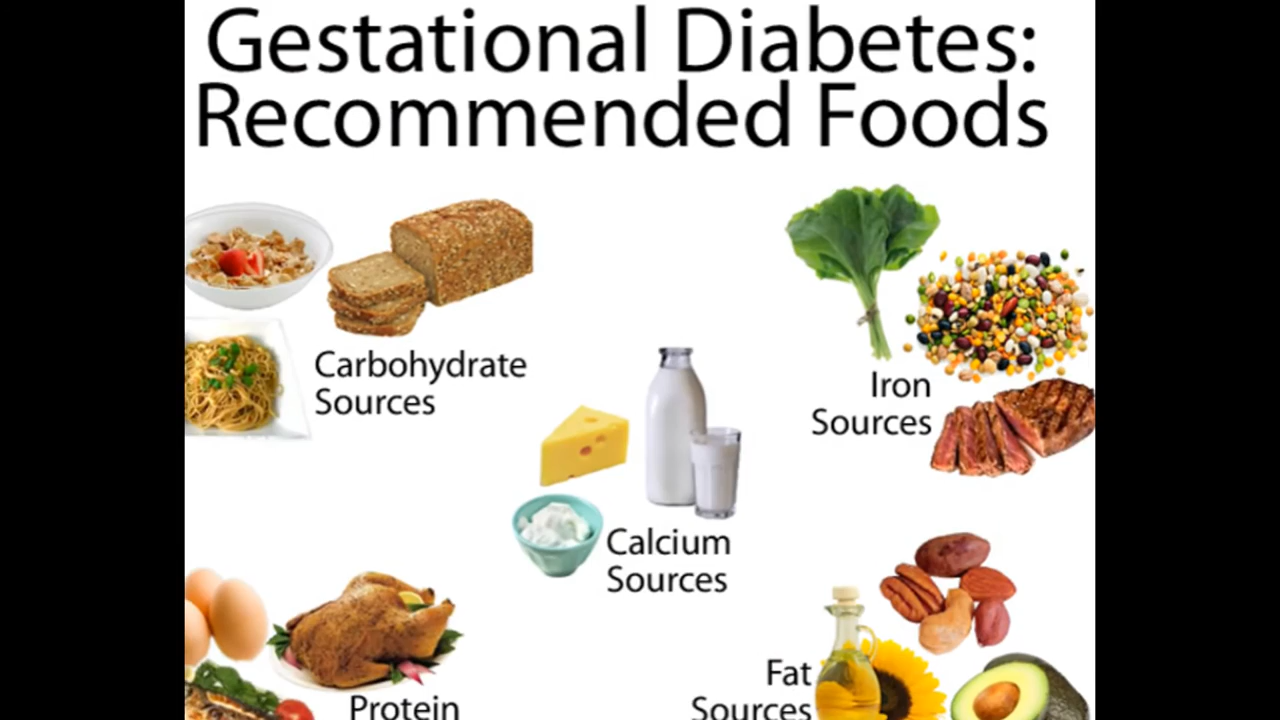 Gestational Diabetes:
Recommended Foods
Carbohydrate
Sources
Iron
Sources
Calcium
Sources
Protein
Fat
Sources